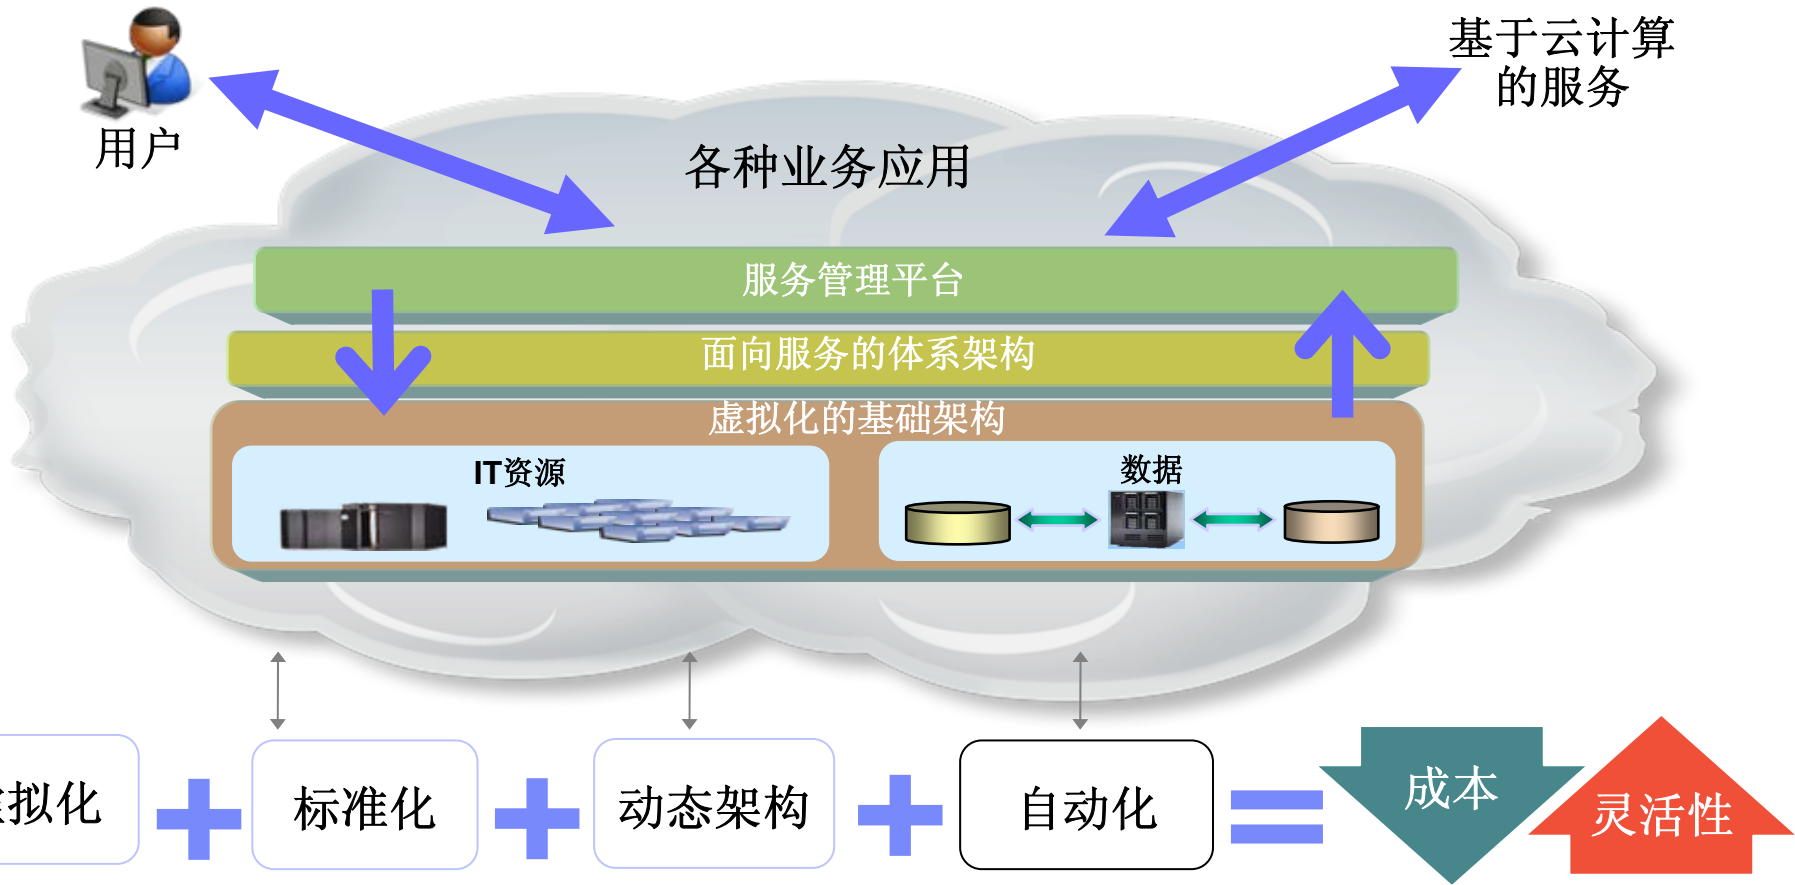 基于云计算
的服务
用户
各种业务应用
服务管理平台
面向服务的体系架构
虚拟化的基础架构
IT资源
数据
拟化
标准化
动态架构
自动化
成本
灵活性